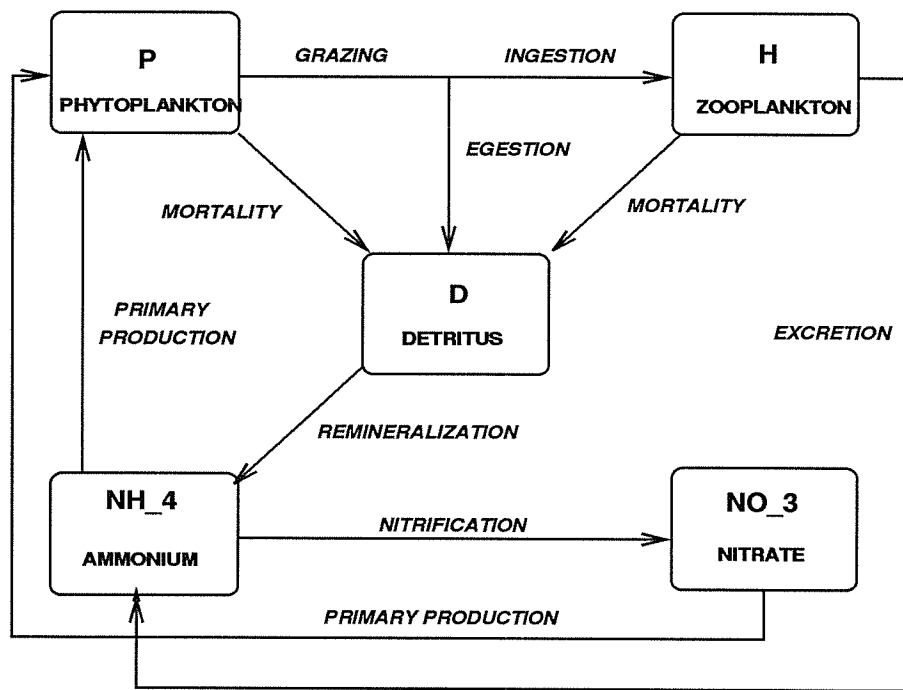 P
PHYTOPLANKTON
GRAZING
INGESTION
H
ZOOPLANKTON
EGESTION
MORTALITY
MORTALITY
D
DETRITUS
PRIMARY
PRODUCTION
EXCRETION
REMINERALIZATION
NH_4
AMMONIUM
NITRIFICATION
NO_3
NITRATE
PRIMARY PRODUCTION